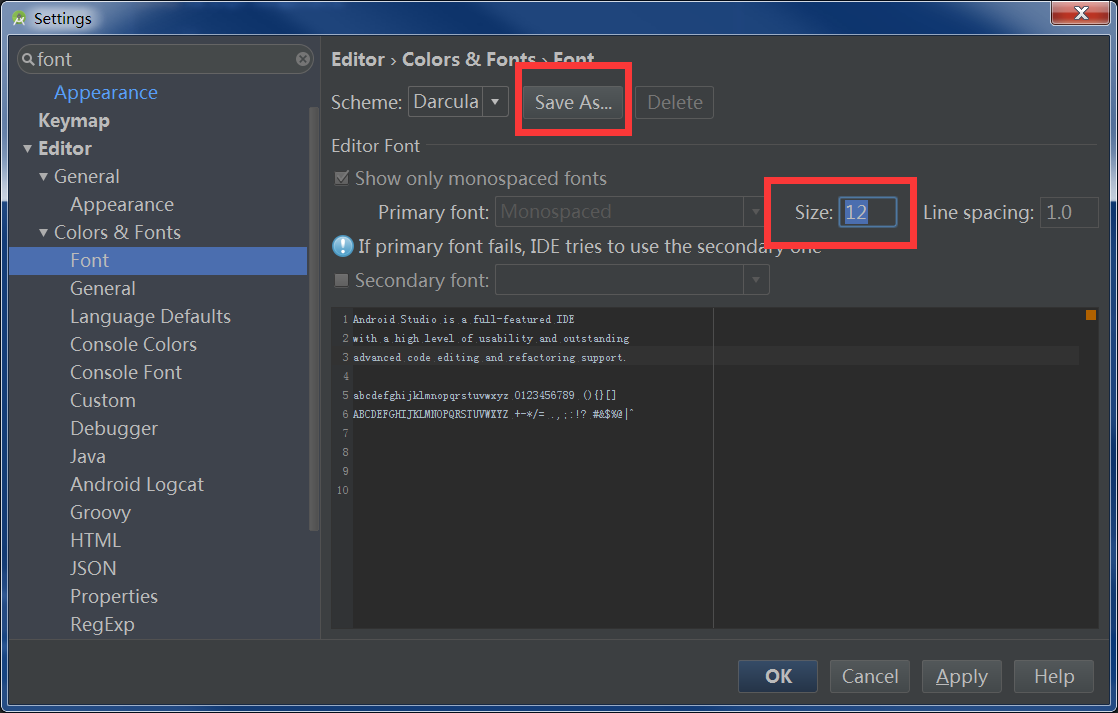 Settings
font
Appearance
Keymap
Editor
General
Appearance
Colors & Fonts
Font
General
Language Defaults
Console Colors
Console Font
Custom
Debugger
Java
Android Logcat
Groovy
HTML
JSON
Properties
RegExp
Editor › Colors & Fonts › Font
Scheme: Darcula Save As... Delete
Editor Font
Show only monospaced fonts
Primary font: Monospaced Size: 12 Line spacing: 1.0
If primary font fails, IDE tries to use the secondary one
Secondary font:
1 Android Studio is a full-featured IDE
2 with a high level of usability and outstanding
3 advanced code editing and refactoring support.
4
5 abcdefghijklmnopqrstuvwxyz 0123456789 (){}[]
6 ABCDEFGHIJKLMNOPQRSTUVWXYZ +-*/= .,;:!? #&$%@|^
7
8
9
10
OK Cancel Apply Help